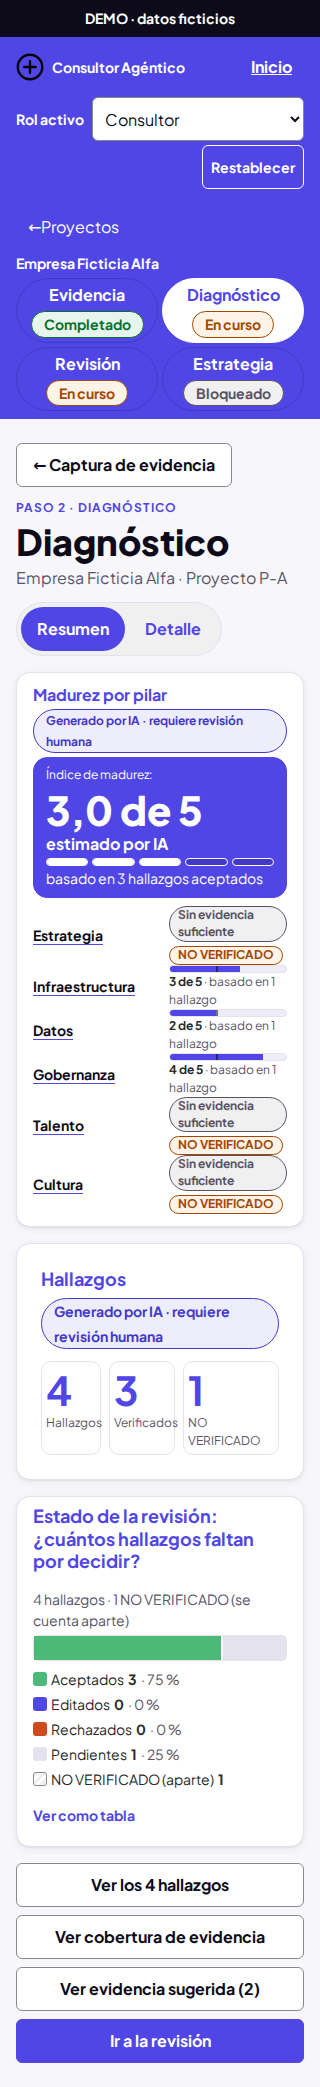 DEMO · datos ficticios
Consultor Agéntico
Inicio
Rol activo
Consultor
Restablecer
←Proyectos
Empresa Ficticia Alfa
Evidencia
Completado
Diagnóstico
En curso
Revisión
En curso
Estrategia
Bloqueado
← Captura de evidencia
PASO 2 · DIAGNÓSTICO
Diagnóstico
Empresa Ficticia Alfa · Proyecto P-A
Resumen
Detalle
Madurez por pilar
Generado por IA · requiere revisión
humana
Índice de madurez:
3,0 de 5
estimado por IA
basado en 3 hallazgos aceptados
Estrategia
Sin evidencia
suficiente
NO VERIFICADO
Infraestructura
3 de 5 · basado en 1
hallazgo
Datos
2 de 5 · basado en 1
hallazgo
Gobernanza
4 de 5 · basado en 1
hallazgo
Talento
Sin evidencia
suficiente
NO VERIFICADO
Cultura
Sin evidencia
suficiente
NO VERIFICADO
Hallazgos
Generado por IA · requiere
revisión humana
4
Hallazgos
3
Verificados
1
NO
VERIFICADO
Estado de la revisión:
¿cuántos hallazgos faltan
por decidir?
4 hallazgos · 1 NO VERIFICADO (se
cuenta aparte)
Aceptados 3 · 75 %
Editados 0 · 0 %
Rechazados 0 · 0 %
Pendientes 1 · 25 %
NO VERIFICADO (aparte) 1
Ver como tabla
Ver los 4 hallazgos
Ver cobertura de evidencia
Ver evidencia sugerida (2)
Ir a la revisión